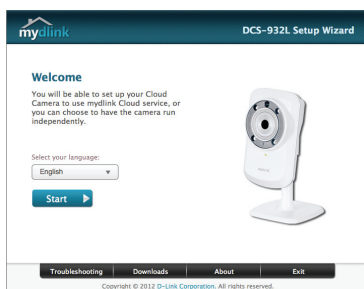 mydlink
DCS-932L Setup Wizard
Welcome
You will be able to set up your Cloud
Camera to use mydlink Cloud service, or
you can choose to have the camera run
independently.
Select your language:
English
Start
Troubleshooting
Downloads
About
Exit
Copyright © 2012 D-Link Corporation. All rights reserved.